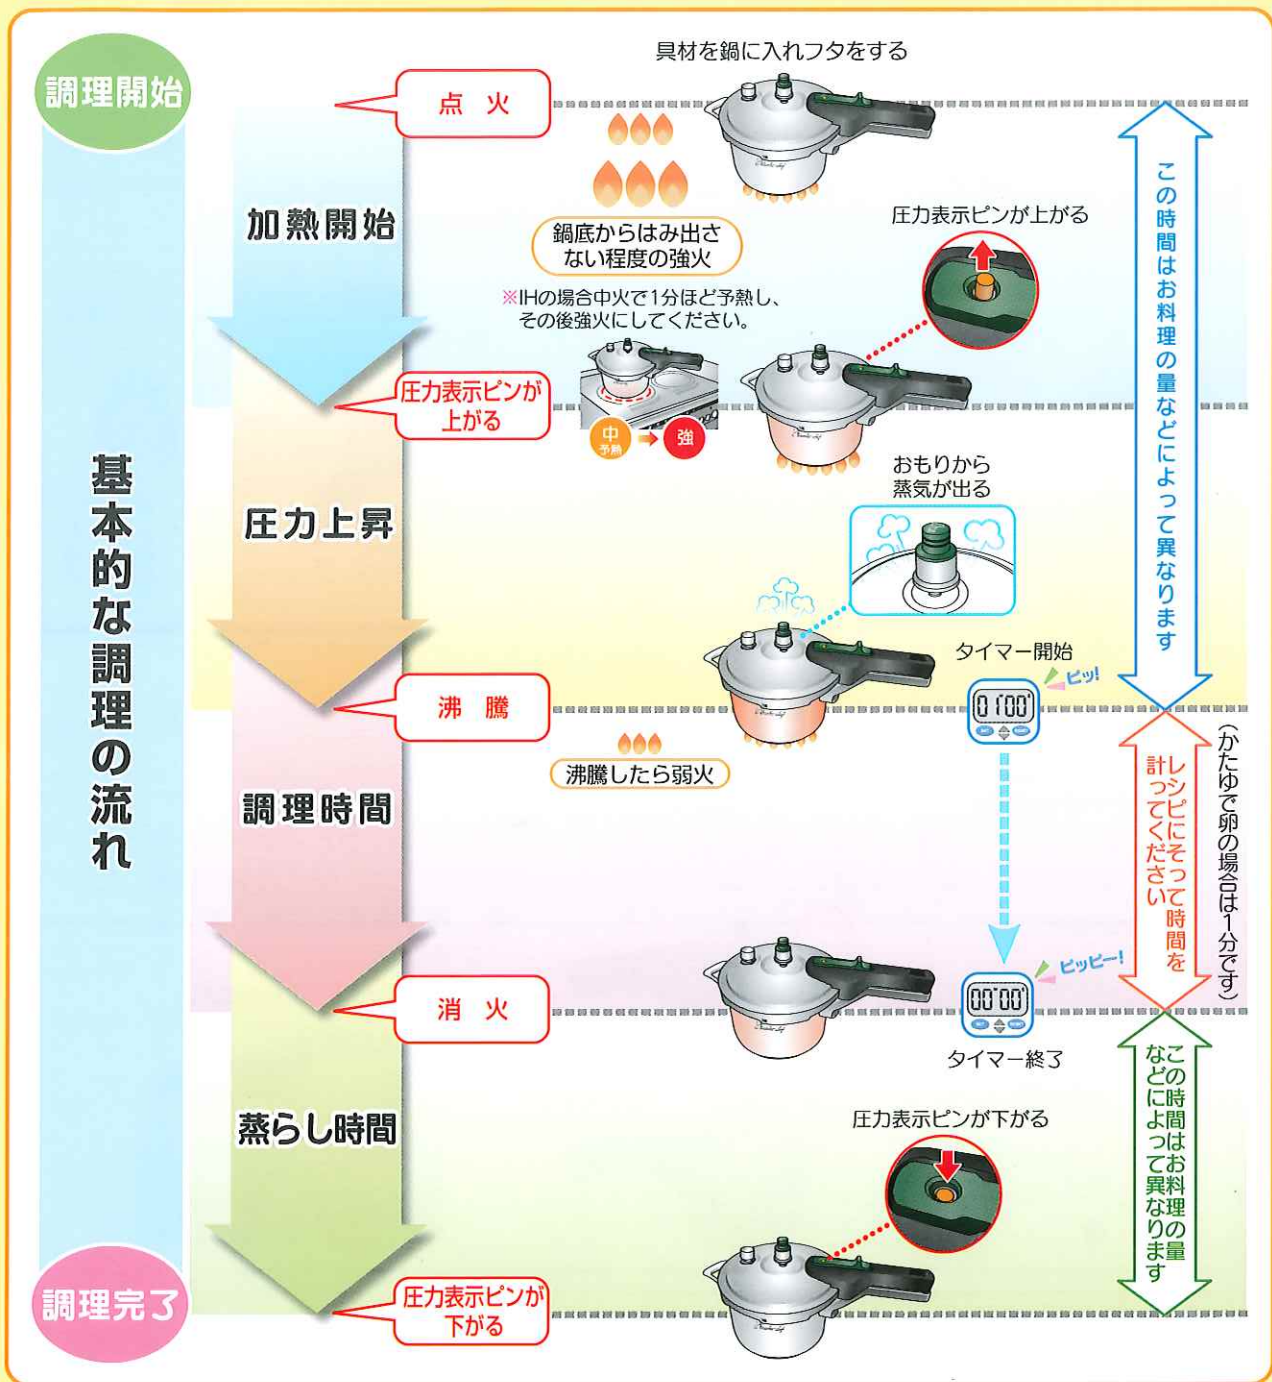 調理開始
基本的な調理の流れ
調理完了
具材を鍋に入れフタをする
点火
加熱開始
鍋底からはみ出さ
ない程度の強火
※IHの場合中火で1分ほど予熱し、
その後強火にしてください。
中
予熱
強
圧力表示ピンが上がる
圧力表示ピンが
上がる
この時間はお料理の量などによって異なります
圧力上昇
おもりから
蒸気が出る
タイマー開始
ピッ!
01'00"
沸騰
沸騰したら弱火
調理時間
レシピにそって時間を
計ってください
(かたゆで卵の場合は1分です)
消火
ピッピー!
00'00"
タイマー終了
蒸らし時間
圧力表示ピンが下がる
この時間はお料理の量
などによって異なります
圧力表示ピンが
下がる